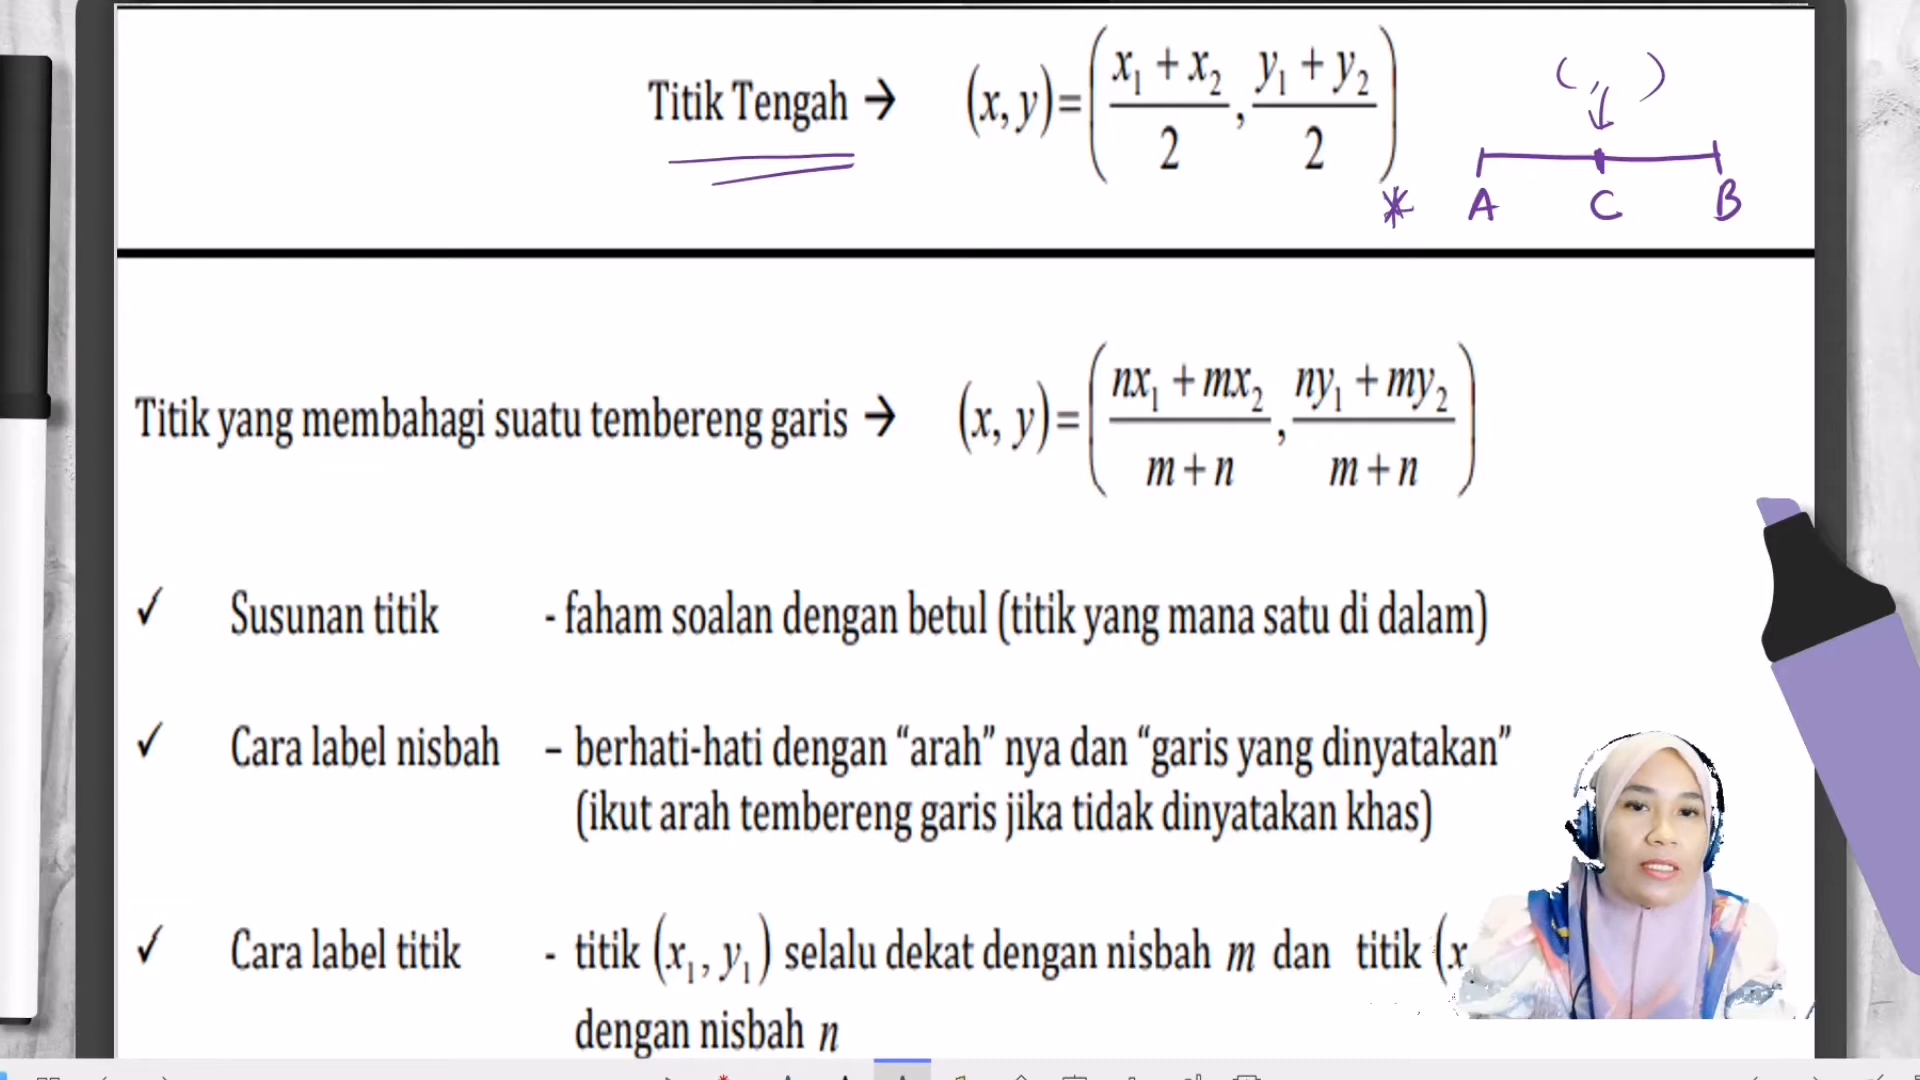 ( , )
Titik Tengah → (x, y) = ( (x₁ + x₂)/2 , (y₁ + y₂)/2 )
* A C B
Titik yang membahagi suatu tembereng garis → (x, y) = ( (nx₁ + mx₂)/(m + n) , (ny₁ + my₂)/(m + n) )
✓ Susunan titik - faham soalan dengan betul (titik yang mana satu di dalam)
✓ Cara label nisbah – berhati-hati dengan “arah” nya dan “garis yang dinyatakan”
(ikut arah tembereng garis jika tidak dinyatakan khas)
✓ Cara label titik - titik (x₁, y₁) selalu dekat dengan nisbah m dan titik (x
dengan nisbah n